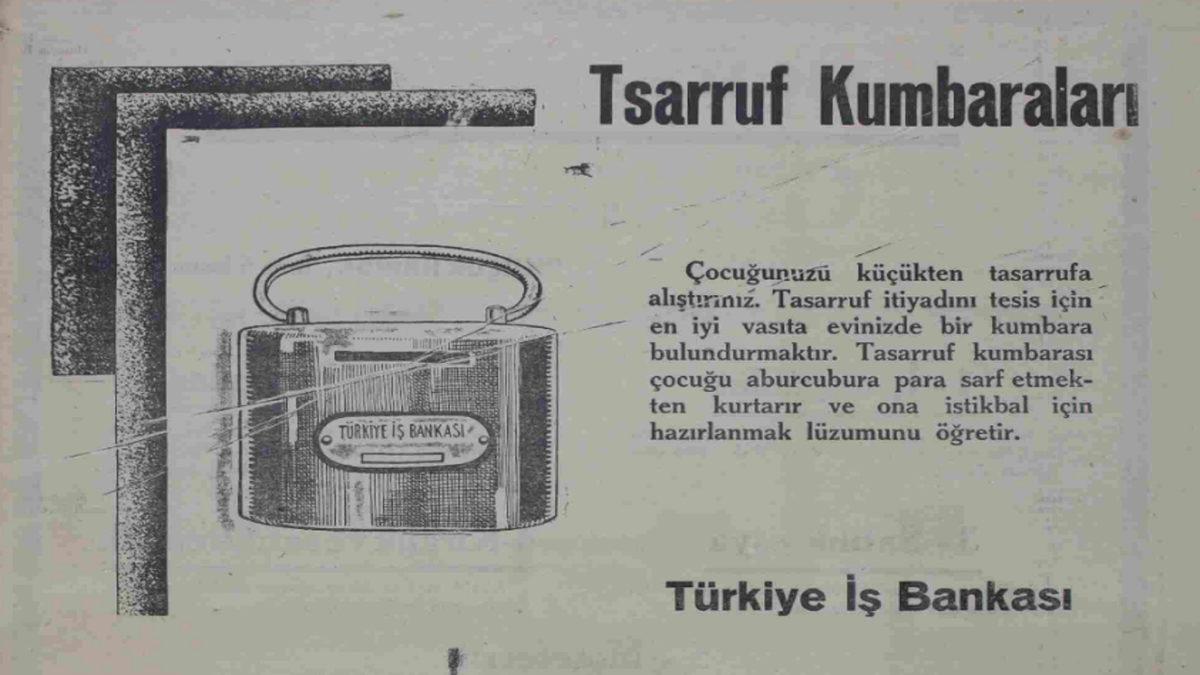 Tsarruf Kumbaraları
Çocuğunuzu küçükten tasarrufa
alıştırınız. Tasarruf itiyadını tesis için
en iyi vasıta evinizde bir kumbara
bulundurmaktır. Tasarruf kumbarası
çocuğu aburcubura para sarf etmek-
ten kurtarır ve ona istikbal için
hazırlanmak lüzumunu öğretir.
TÜRKİYE İŞ BANKASI
Türkiye İş Bankası